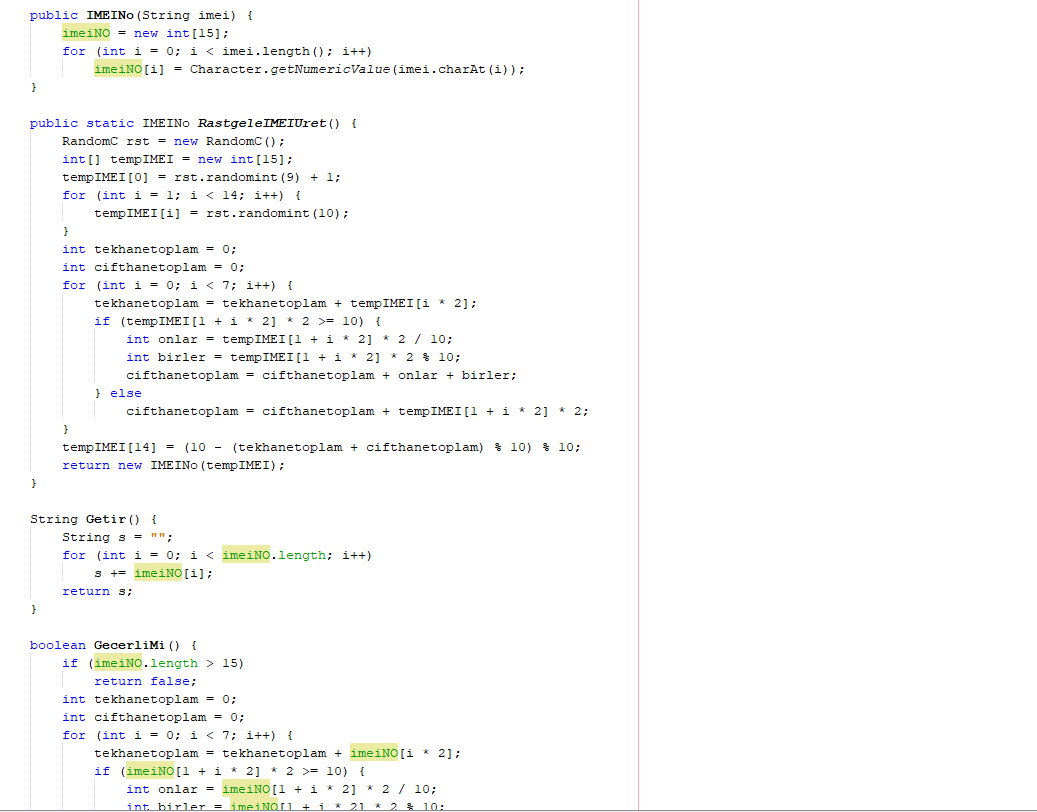 public IMEINo(String imei) {
imeiNO = new int[15];
for (int i = 0; i < imei.length(); i++)
imeiNO[i] = Character.getNumericValue(imei.charAt(i));
}
public static IMEINo RastgeleIMEIUret() {
RandomC rst = new RandomC();
int[] tempIMEI = new int[15];
tempIMEI[0] = rst.randomint(9) + 1;
for (int i = 1; i < 14; i++) {
tempIMEI[i] = rst.randomint(10);
}
int tekhanetoplam = 0;
int cifthanetoplam = 0;
for (int i = 0; i < 7; i++) {
tekhanetoplam = tekhanetoplam + tempIMEI[i * 2];
if (tempIMEI[1 + i * 2] * 2 >= 10) {
int onlar = tempIMEI[1 + i * 2] * 2 / 10;
int birler = tempIMEI[1 + i * 2] * 2 % 10;
cifthanetoplam = cifthanetoplam + onlar + birler;
} else
cifthanetoplam = cifthanetoplam + tempIMEI[1 + i * 2] * 2;
}
tempIMEI[14] = (10 - (tekhanetoplam + cifthanetoplam) % 10) % 10;
return new IMEINo(tempIMEI);
}
String Getir() {
String s = "";
for (int i = 0; i < imeiNO.length; i++)
s += imeiNO[i];
return s;
}
boolean GecerliMi() {
if (imeiNO.length > 15)
return false;
int tekhanetoplam = 0;
int cifthanetoplam = 0;
for (int i = 0; i < 7; i++) {
tekhanetoplam = tekhanetoplam + imeiNO[i * 2];
if (imeiNO[1 + i * 2] * 2 >= 10) {
int onlar = imeiNO[1 + i * 2] * 2 / 10;
int birler = imeiNO[1 + i * 2] * 2 % 10;